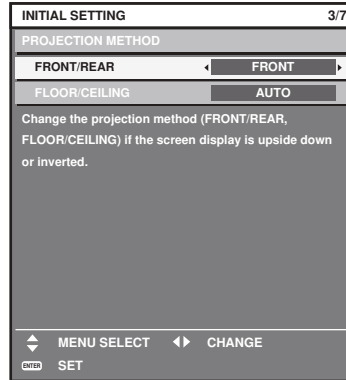 INITIAL SETTING 3/7
PROJECTION METHOD
FRONT/REAR FRONT
FLOOR/CEILING AUTO
Change the projection method (FRONT/REAR,
FLOOR/CEILING) if the screen display is upside down
or inverted.
MENU SELECT CHANGE
ENTER SET